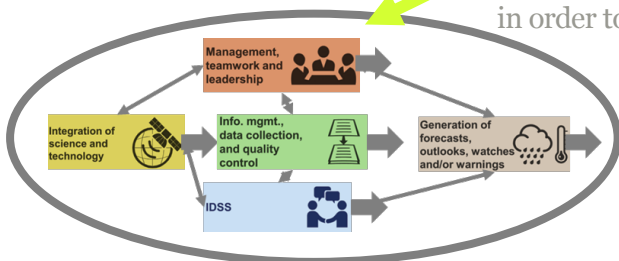 in order to
Management,
teamwork and
leadership
Integration of
science and
technology
Info. mgmt.,
data collection,
and quality
control
Generation of
forecasts,
outlooks, watches
and/or warnings
IDSS